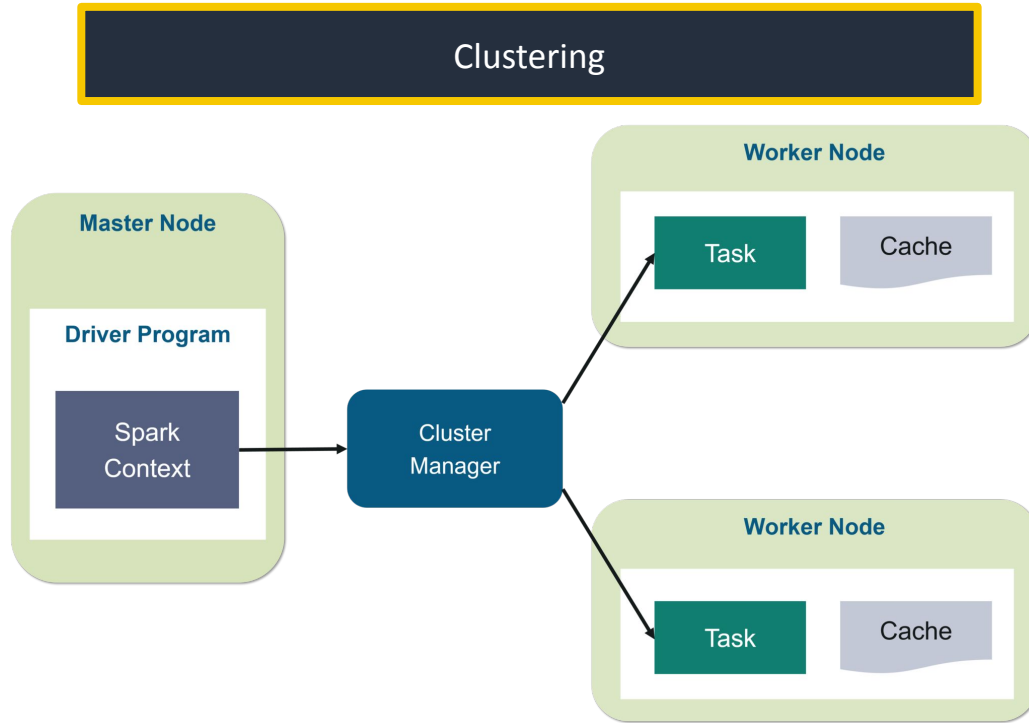 Clustering
Master Node
Driver Program
Spark
Context
Cluster
Manager
Worker Node
Task
Cache
Worker Node
Task
Cache